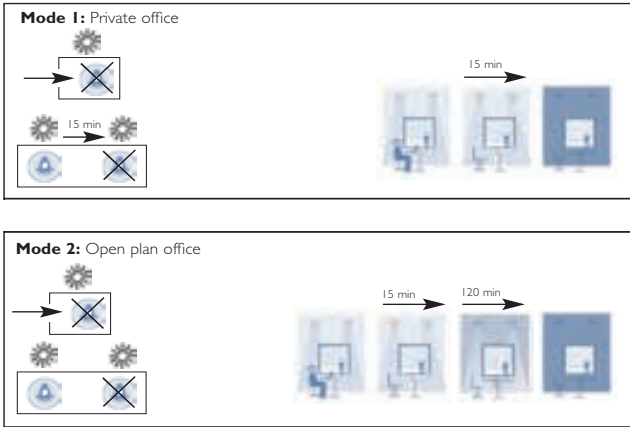 Mode 1: Private office
15 min
15 min
Mode 2: Open plan office
15 min 120 min